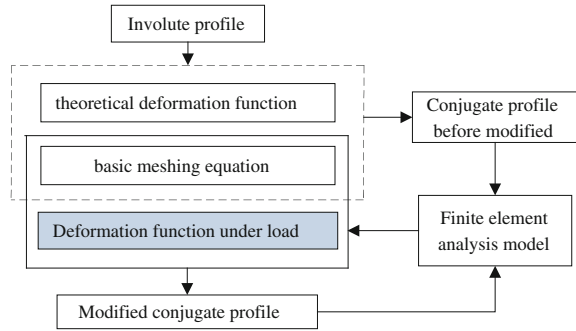 Involute profile
theoretical deformation function
basic meshing equation
Deformation function under load
Modified conjugate profile
Conjugate profile
before modified
Finite element
analysis model